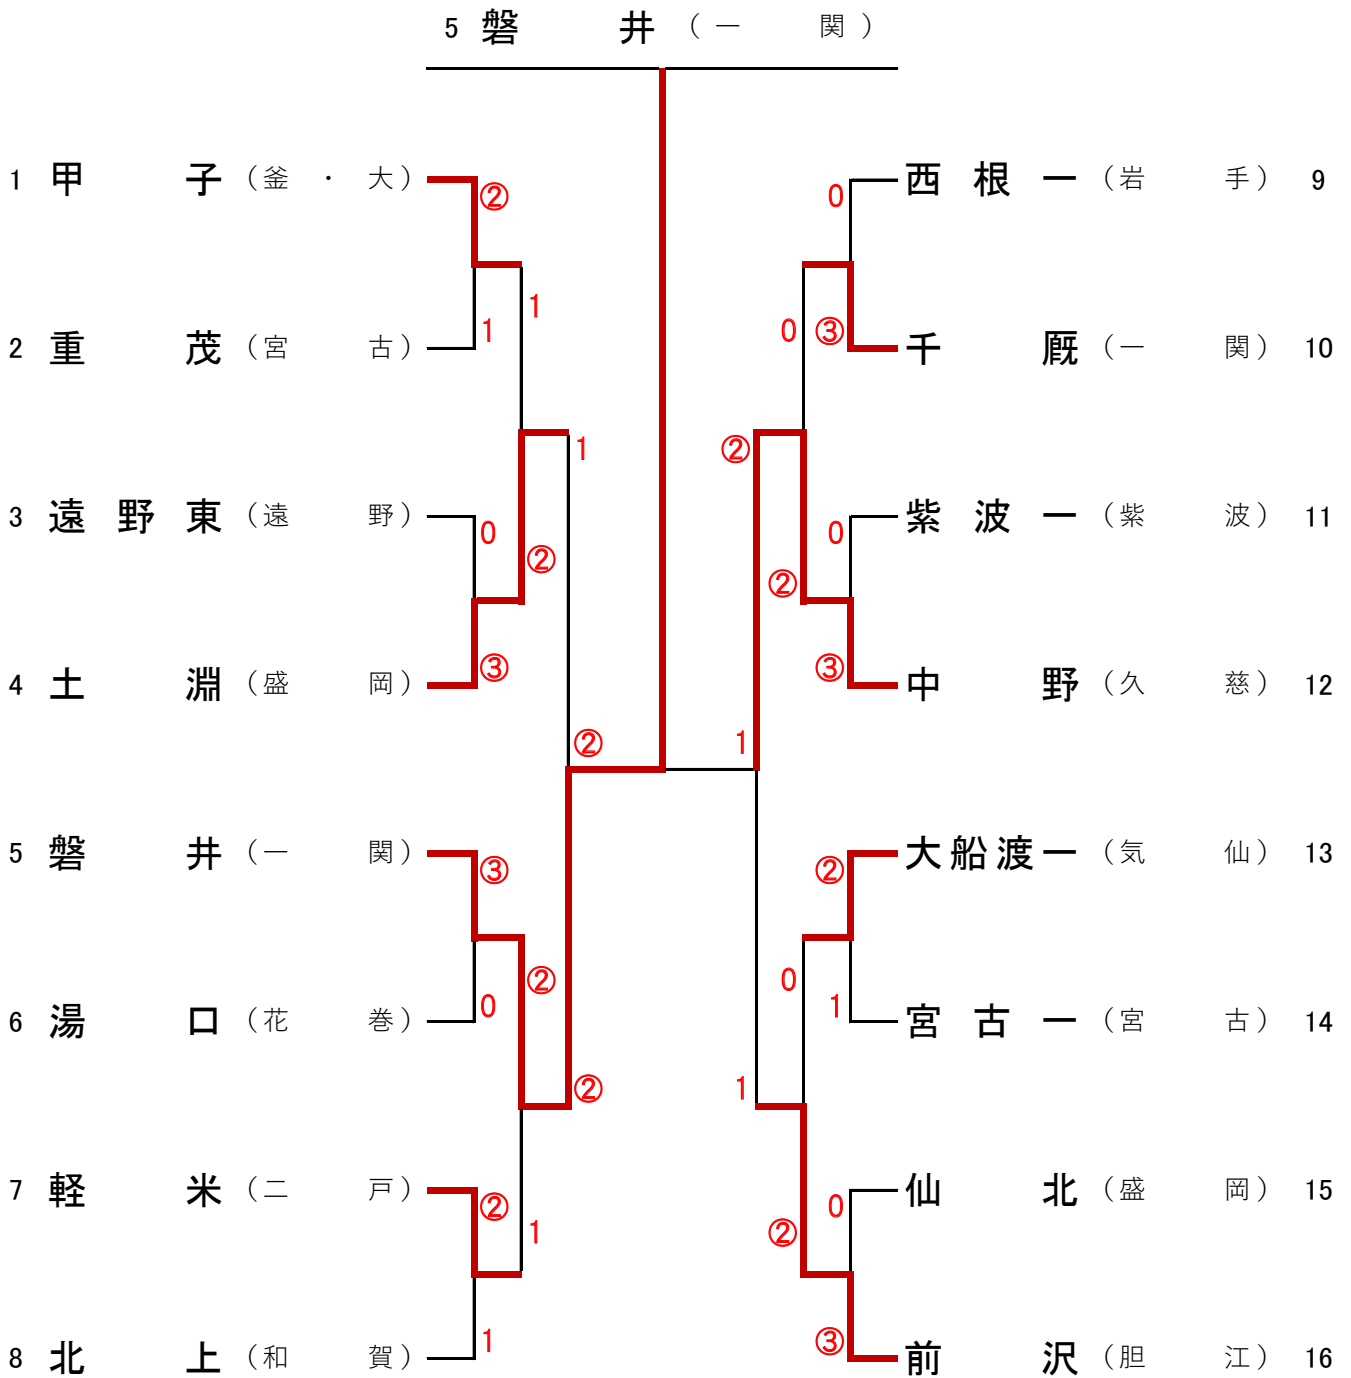 5 磐井（一関）
1 甲子（釜・大） ② 0 西根一（岩手） 9
1 1 0 ③
2 重茂（宮古） 千厩（一関） 10
1 ②
3 遠野東（遠野） 0 0 紫波一（紫波） 11
② ②
4 土淵（盛岡） ③ ③ 中野（久慈） 12
② 1
5 磐井（一関） ③ ② 大船渡一（気仙） 13
② 0
6 湯口（花巻） 0 1 宮古一（宮古） 14
② 1
7 軽米（二戸） ② 0 仙北（盛岡） 15
1 ②
8 北上（和賀） 1 ③ 前沢（胆江） 16